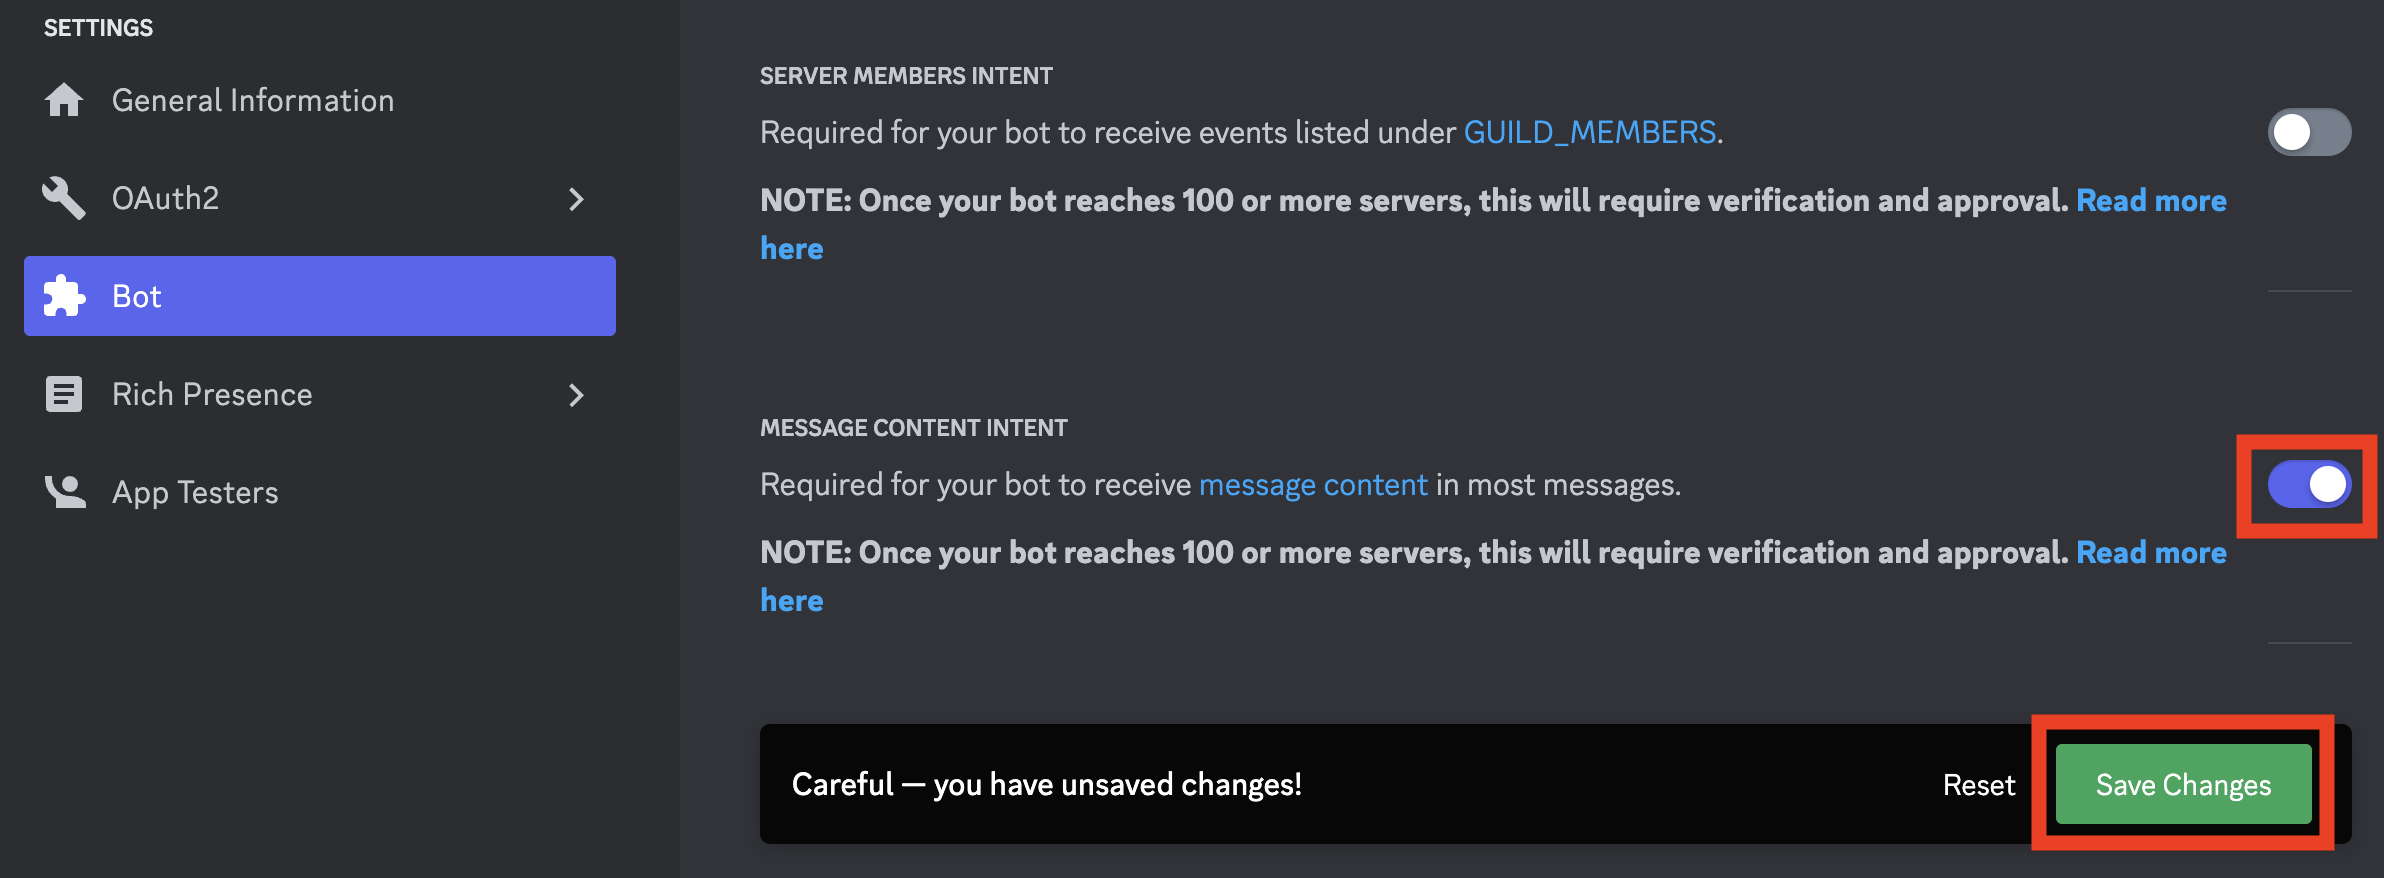 SETTINGS
General Information
OAuth2
Bot
Rich Presence
App Testers
SERVER MEMBERS INTENT
Required for your bot to receive events listed under GUILD_MEMBERS.
NOTE: Once your bot reaches 100 or more servers, this will require verification and approval. Read more
here
MESSAGE CONTENT INTENT
Required for your bot to receive message content in most messages.
NOTE: Once your bot reaches 100 or more servers, this will require verification and approval. Read more
here
Careful — you have unsaved changes!
Reset
Save Changes